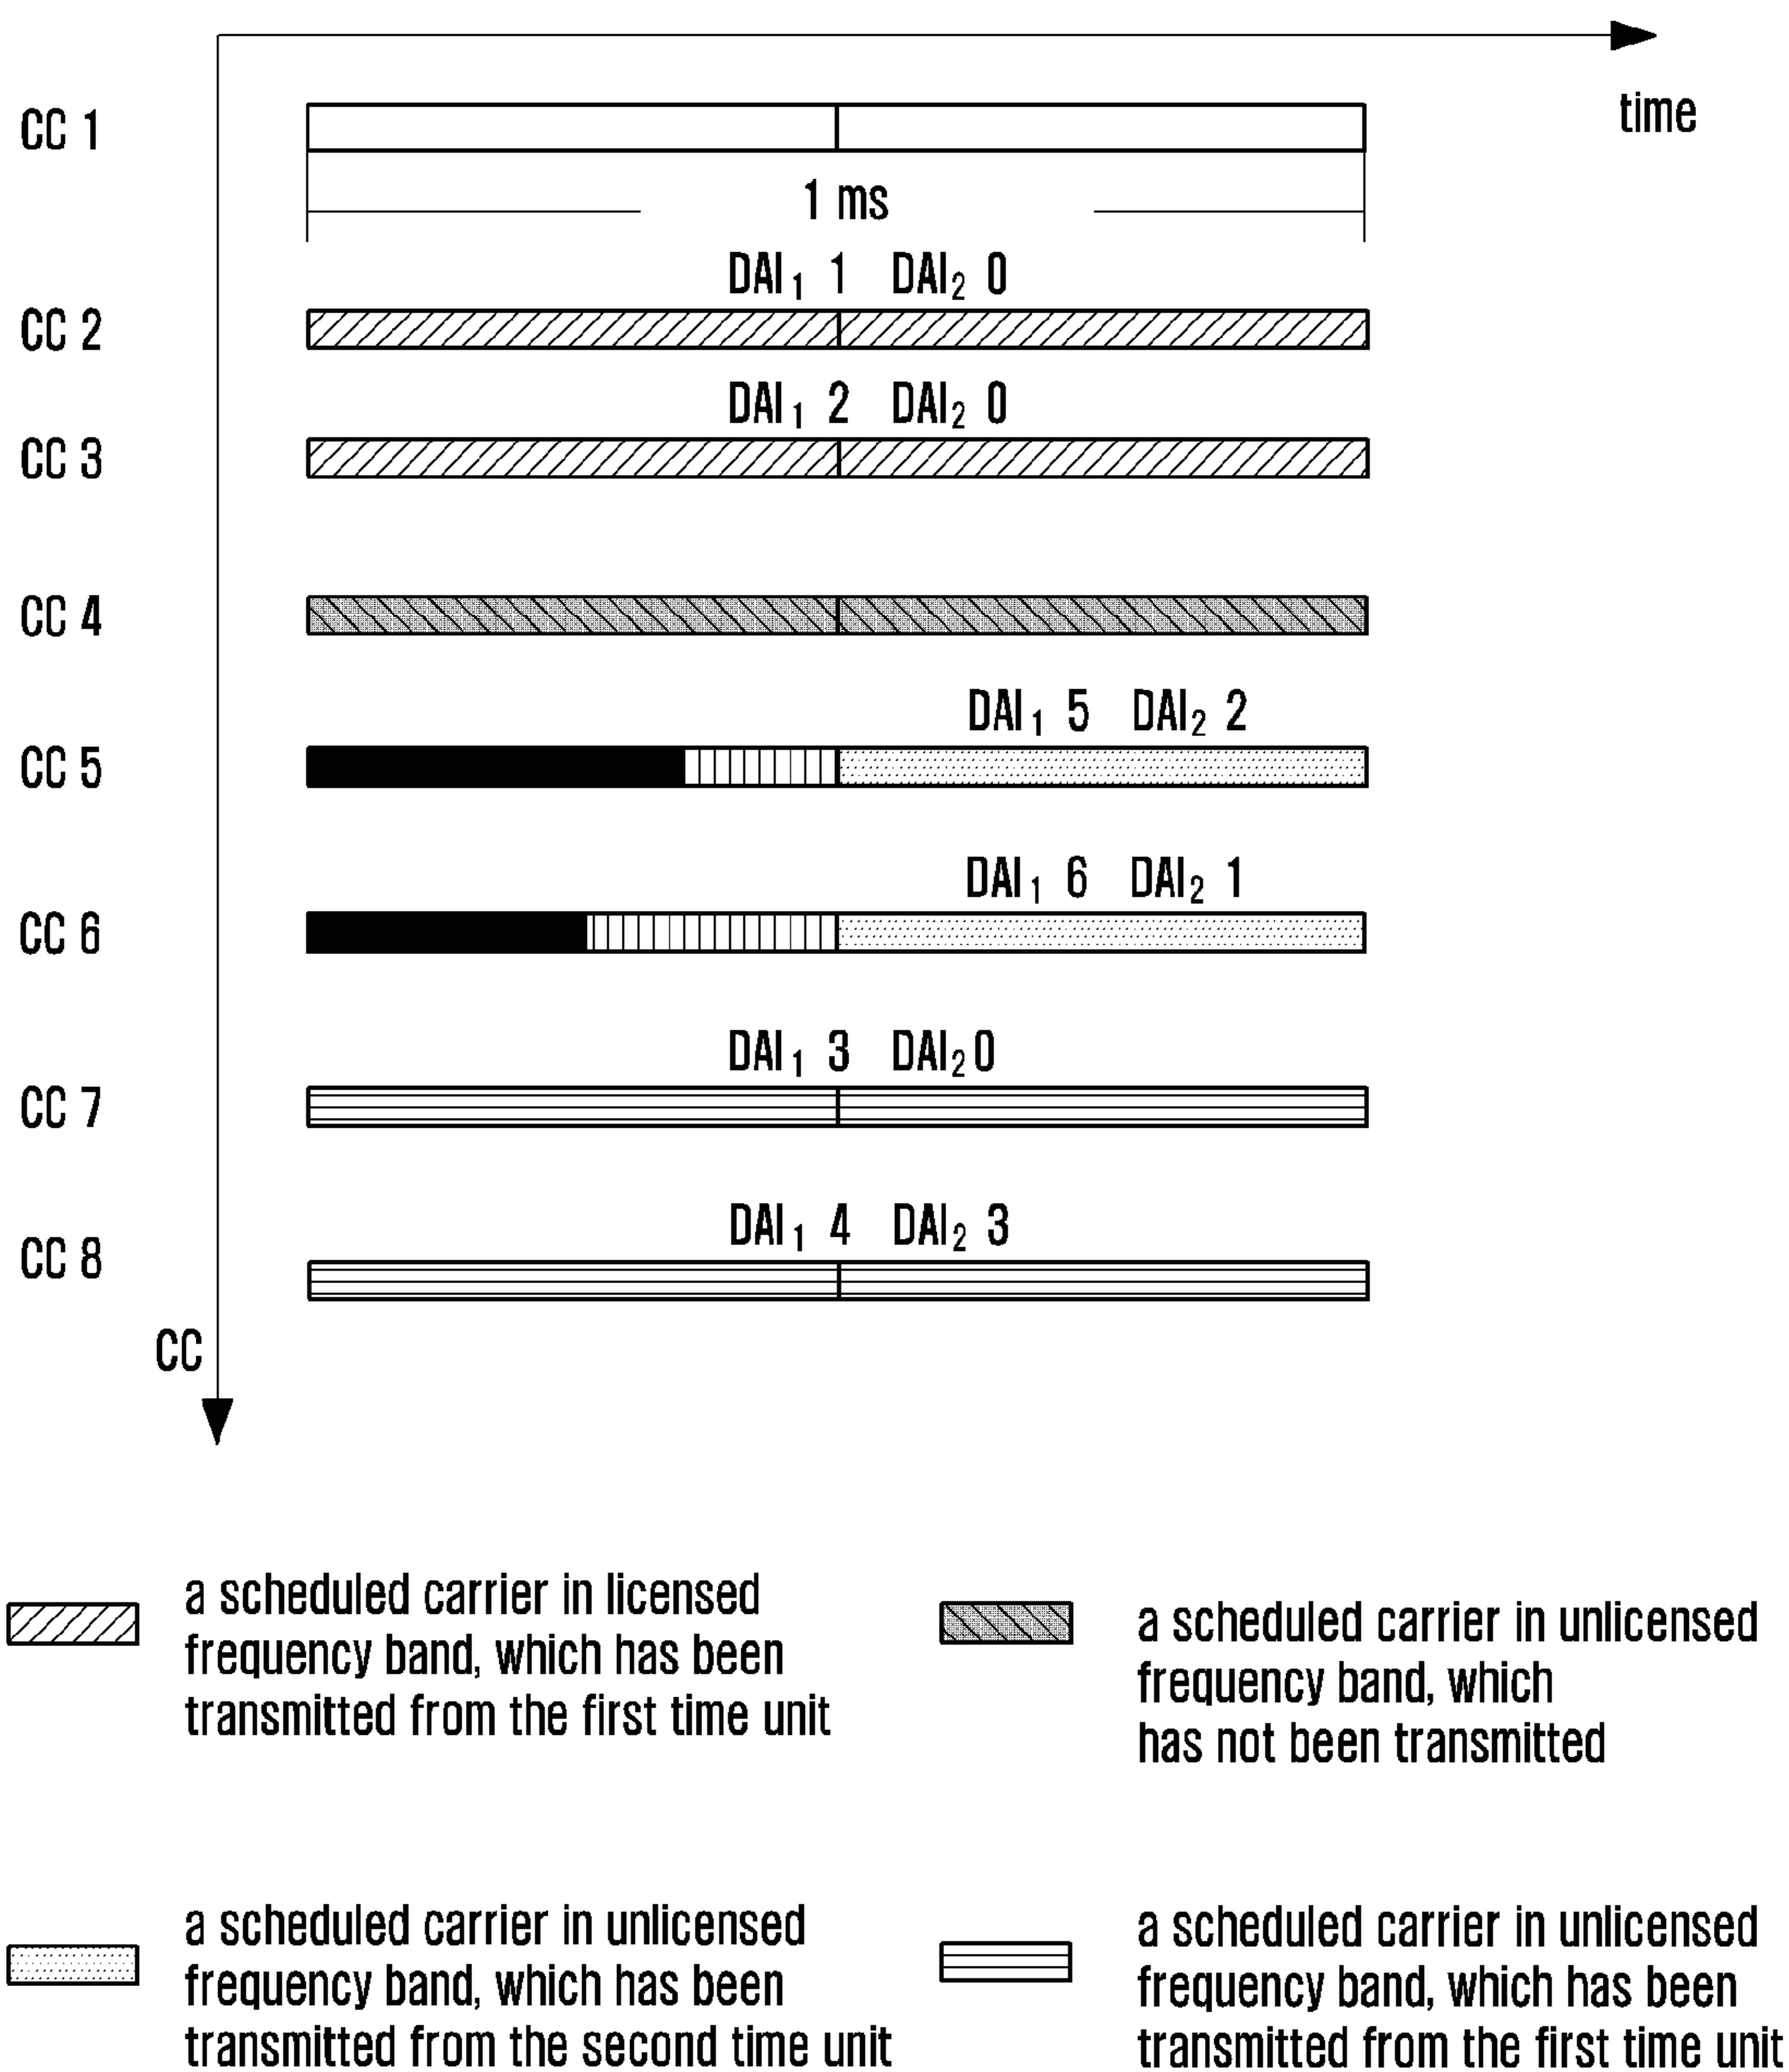 time
CC 1
1 ms
DAI₁ 1 DAI₂ 0
CC 2
DAI₁ 2 DAI₂ 0
CC 3
CC 4
DAI₁ 5 DAI₂ 2
CC 5
DAI₁ 6 DAI₂ 1
CC 6
DAI₁ 3 DAI₂ 0
CC 7
DAI₁ 4 DAI₂ 3
CC 8
CC
a scheduled carrier in licensed
frequency band, which has been
transmitted from the first time unit
a scheduled carrier in unlicensed
frequency band, which
has not been transmitted
a scheduled carrier in unlicensed
frequency band, which has been
transmitted from the second time unit
a scheduled carrier in unlicensed
frequency band, which has been
transmitted from the first time unit